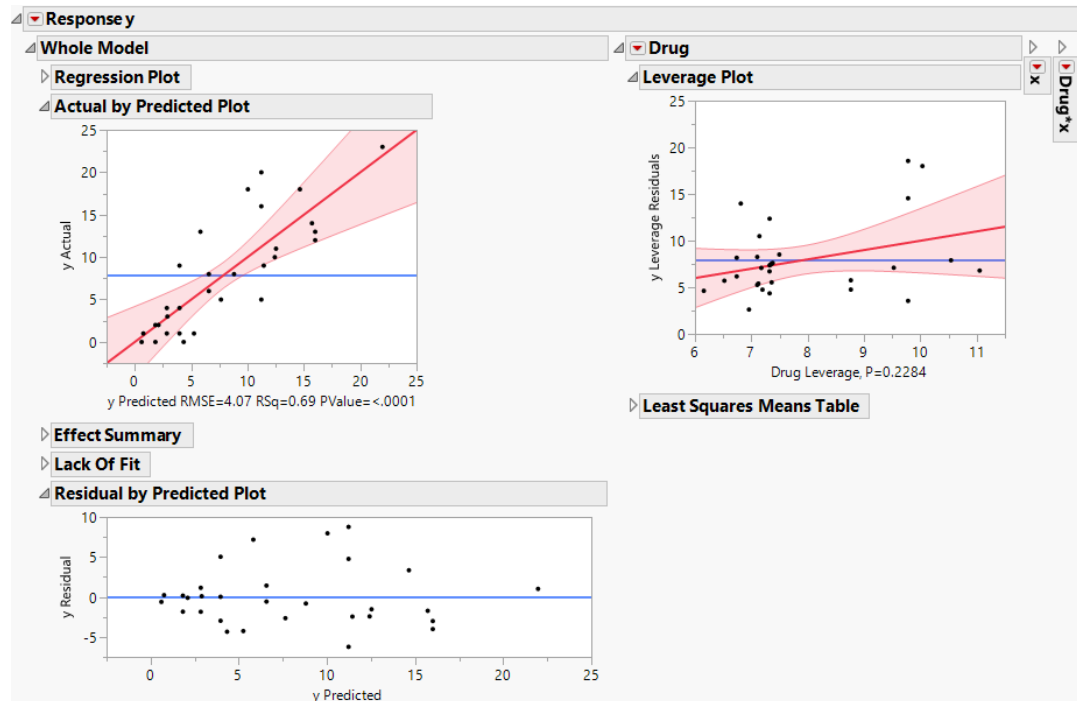 Response y
Whole Model
Regression Plot
Actual by Predicted Plot
y Actual
25
20
15
10
5
0
0 5 10 15 20 25
y Predicted RMSE=4.07 RSq=0.69 PValue=<.0001
Effect Summary
Lack Of Fit
Residual by Predicted Plot
y Residual
10
5
0
-5
0 5 10 15 20 25
y Predicted
Drug
Leverage Plot
y Leverage Residuals
25
20
15
10
5
0
6 7 8 9 10 11
Drug Leverage, P=0.2284
Least Squares Means Table
x
Drug*x